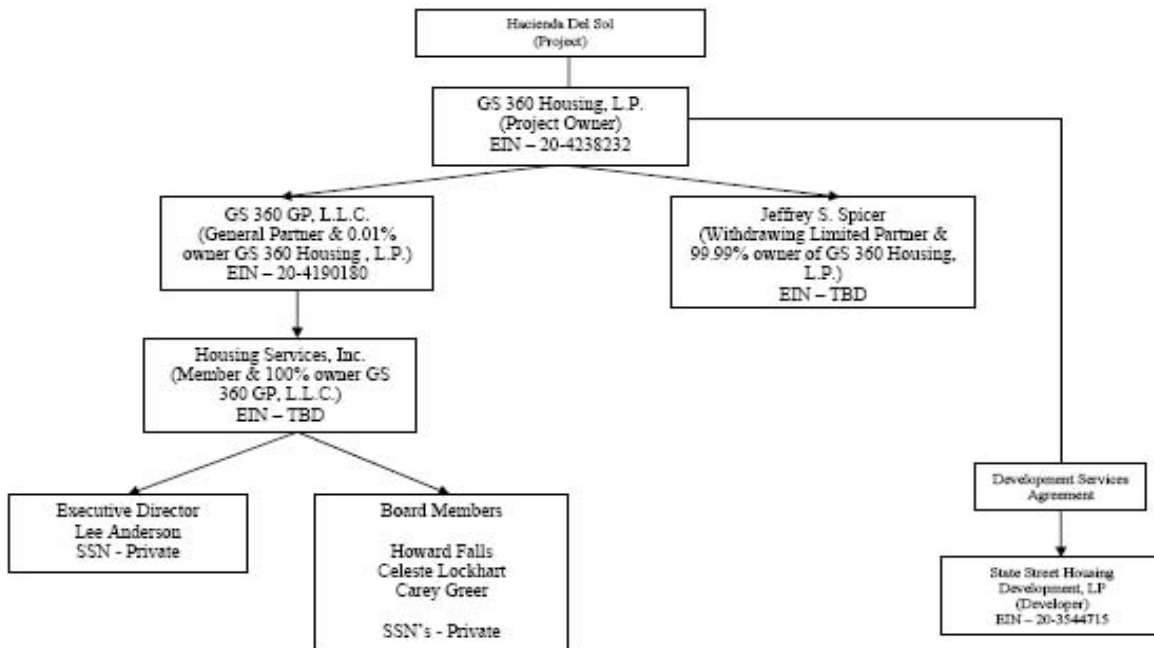 Hacienda Del Sol
(Project)
GS 360 Housing, L.P.
(Project Owner)
EIN – 20-4238232
GS 360 GP, L.L.C.
(General Partner & 0.01%
owner GS 360 Housing , L.P.)
EIN – 20-4190180
Jeffrey S. Spicer
(Withdrawing Limited Partner &
99.99% owner of GS 360 Housing,
L.P.)
EIN – TBD
Housing Services, Inc.
(Member & 100% owner GS
360 GP, L.L.C.)
EIN – TBD
Executive Director
Lee Anderson
SSN - Private
Board Members
Howard Falls
Celeste Lockhart
Carey Greer
SSN's - Private
Development Services
Agreement
State Street Housing
Development, LP
(Developer)
EIN – 20-3544715